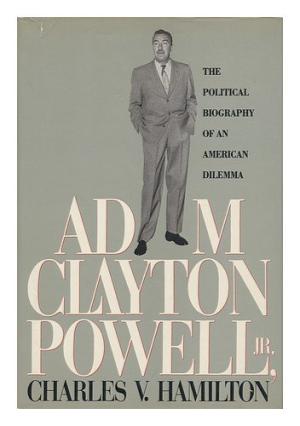 THE
POLITICAL
BIOGRAPHY
OF AN
AMERICAN
DILEMMA
AD M
CLAYTON
POWELL, JR.
CHARLES V. HAMILTON